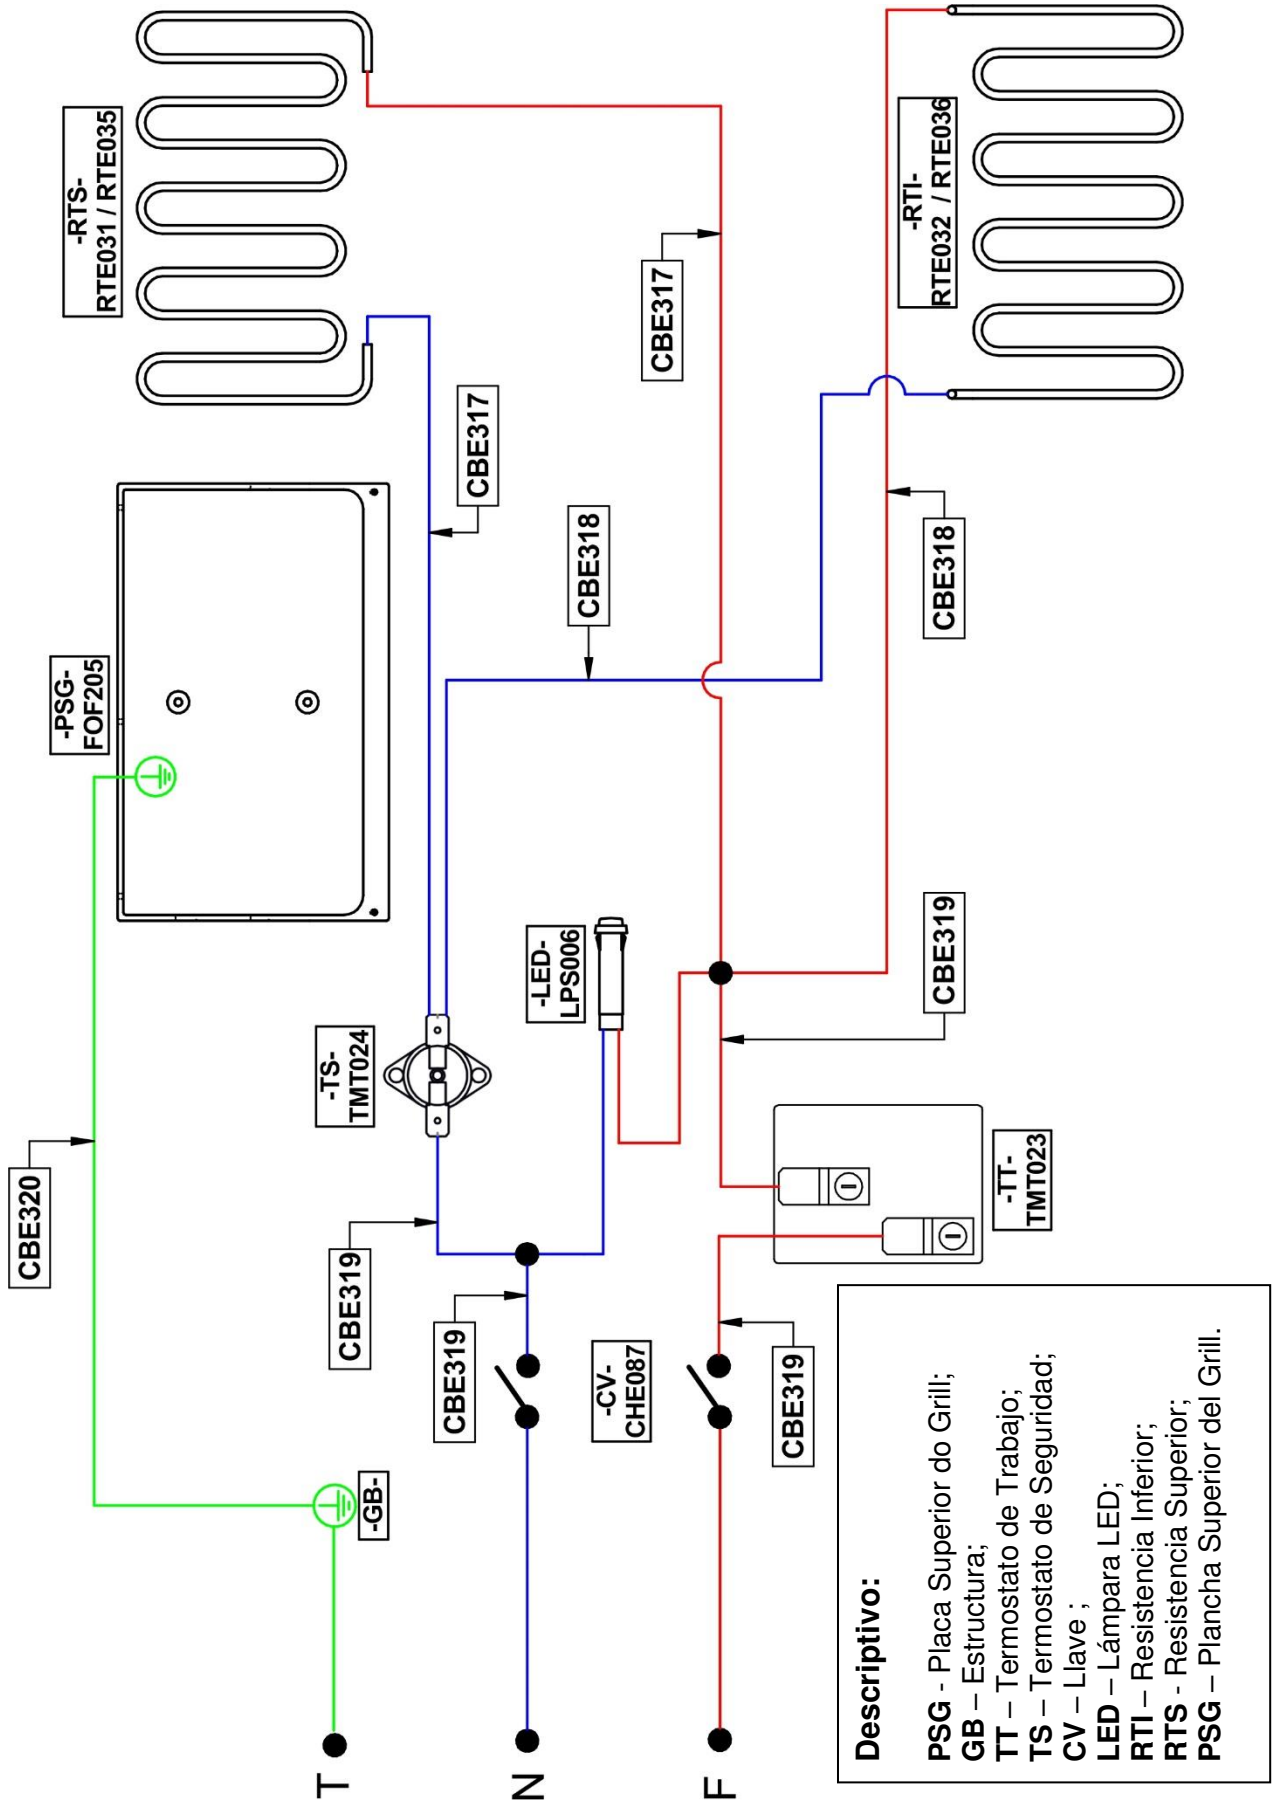 -RTS-
RTE031 / RTE035
-RTI-
RTE032 / RTE036
CBE317
CBE317
CBE318
CBE318
-PSG-
FOF205
-LED-
LPS006
CBE319
-TS-
TMT024
CBE320
-TT-
TMT023
CBE319
CBE319
-CV-
CHE087
CBE319
-GB-
T
N
F
Descriptivo:
PSG - Placa Superior do Grill;
GB – Estructura;
TT – Termostato de Trabajo;
TS – Termostato de Seguridad;
CV – Llave ;
LED – Lámpara LED;
RTI – Resistencia Inferior;
RTS - Resistencia Superior;
PSG – Plancha Superior del Grill.